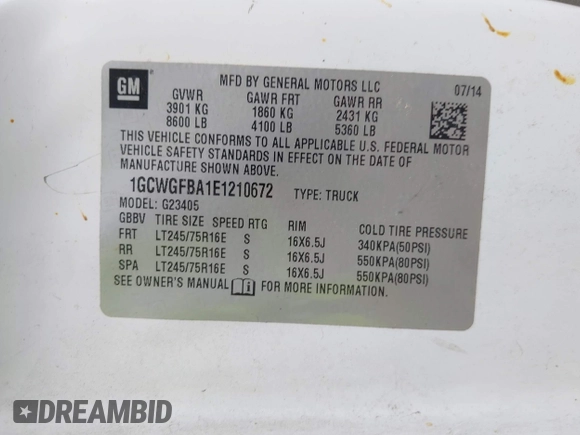 GM
MFD BY GENERAL MOTORS LLC
07/14
GVWR GAWR FRT GAWR RR
3901 KG 1860 KG 2431 KG
8600 LB 4100 LB 5360 LB
THIS VEHICLE CONFORMS TO ALL APPLICABLE U.S. FEDERAL MOTOR
VEHICLE SAFETY STANDARDS IN EFFECT ON THE DATE OF
MANUFACTURE SHOWN ABOVE.
1GCWGFBA1E1210672 TYPE: TRUCK
MODEL: G23405
GBBV TIRE SIZE SPEED RTG RIM COLD TIRE PRESSURE
FRT LT245/75R16E S 16X6.5J 340KPA(50PSI)
RR LT245/75R16E S 16X6.5J 550KPA(80PSI)
SPA LT245/75R16E S 16X6.5J 550KPA(80PSI)
SEE OWNER'S MANUAL FOR MORE INFORMATION.
DREAMBID